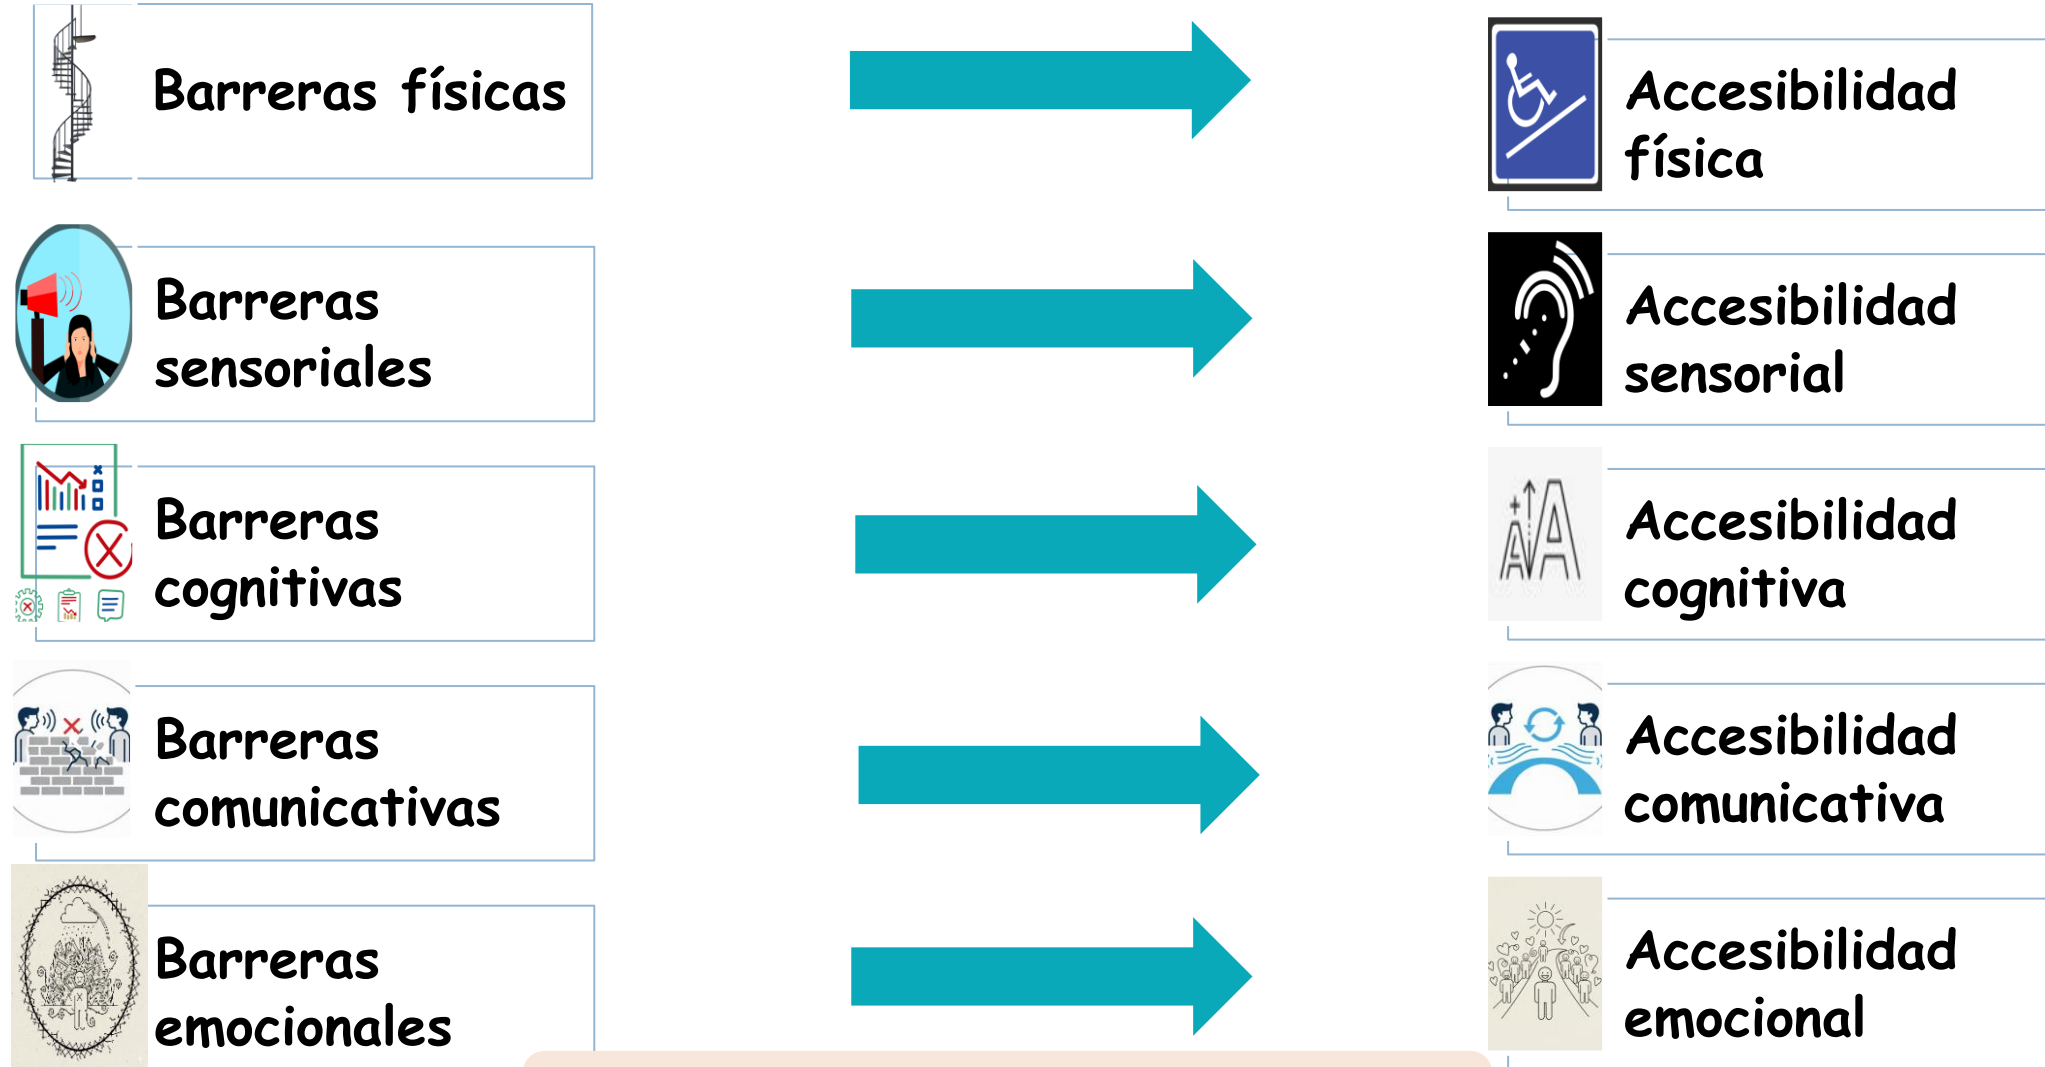 Barreras físicas
Accesibilidad
física
Barreras
sensoriales
Accesibilidad
sensorial
Barreras
cognitivas
Accesibilidad
cognitiva
Barreras
comunicativas
Accesibilidad
comunicativa
Barreras
emocionales
Accesibilidad
emocional